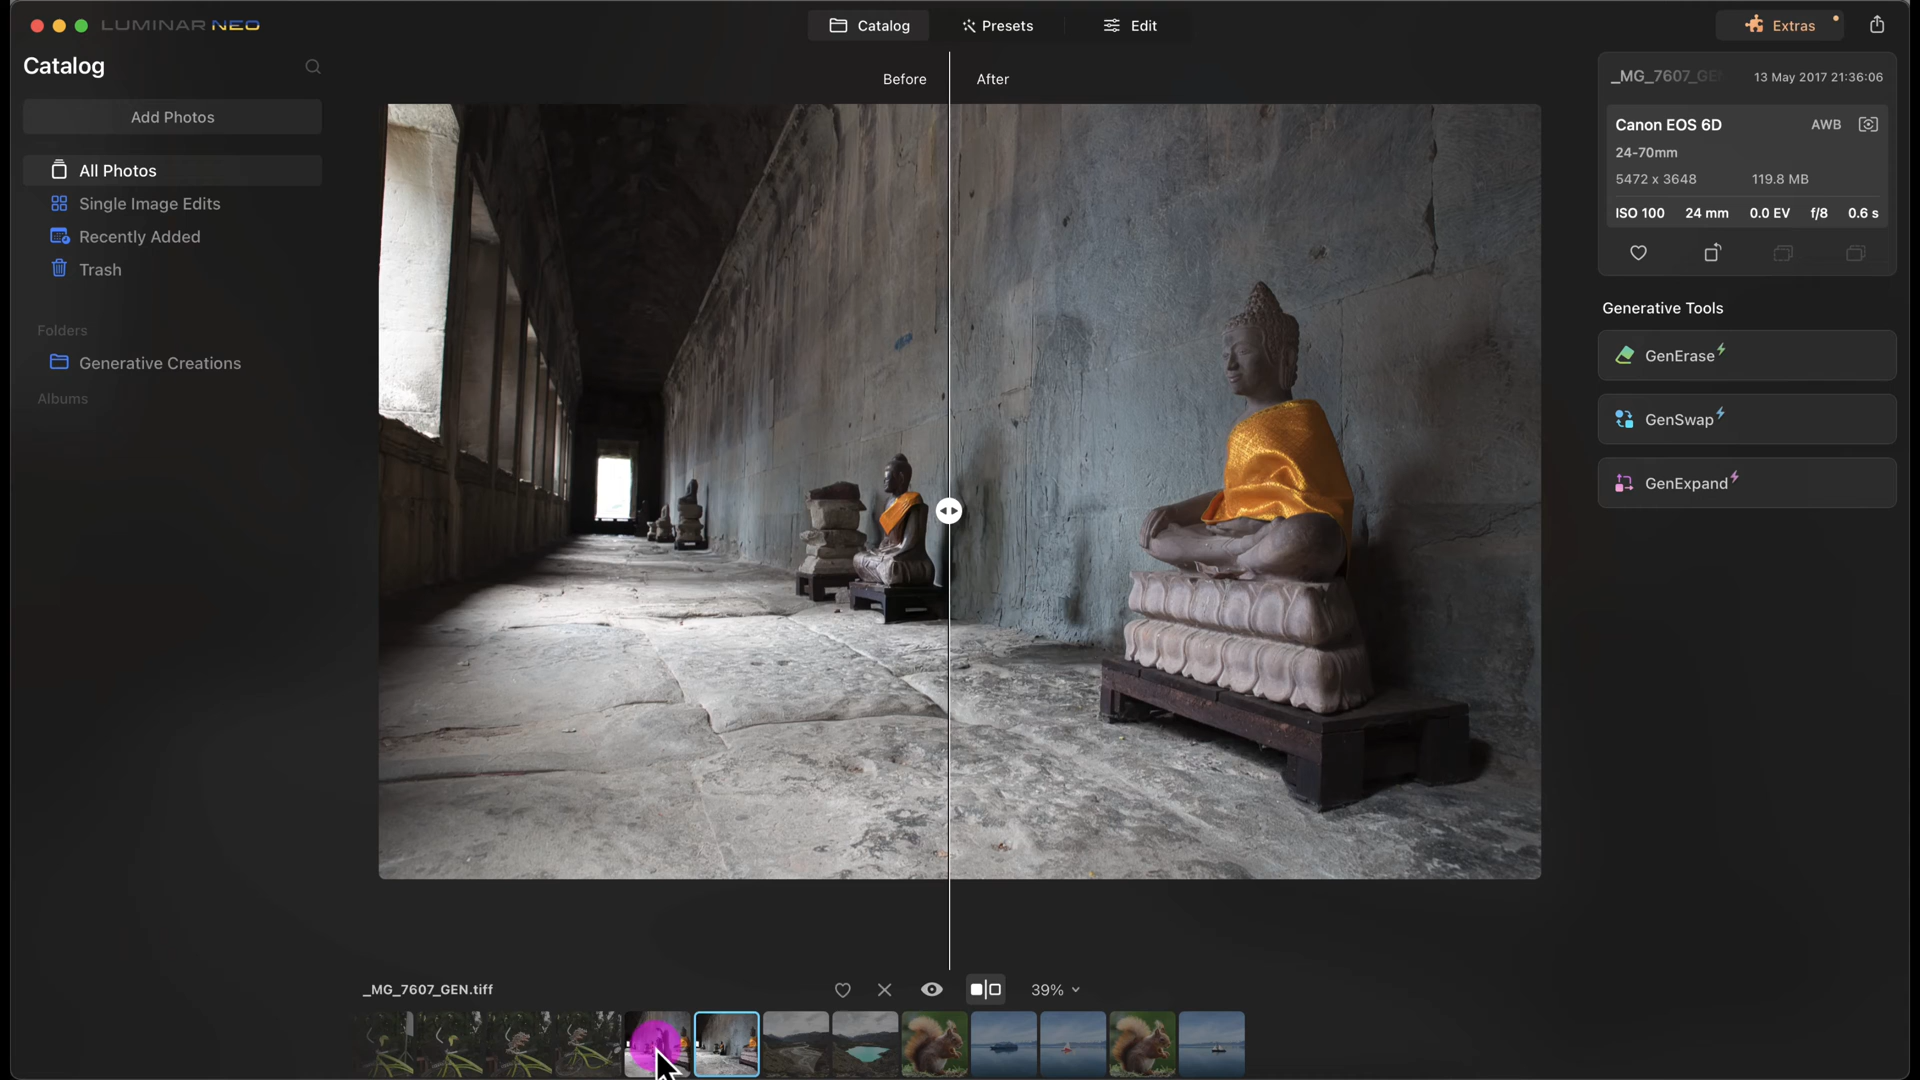 LUMINAR NEO
Catalog
Presets
Edit
Extras
Catalog
Add Photos
All Photos
Single Image Edits
Recently Added
Trash
Folders
Generative Creations
Albums
Before
After
_MG_7607_GEN
13 May 2017 21:36:06
Canon EOS 6D
AWB
24-70mm
5472 x 3648
119.8 MB
ISO 100 24 mm 0.0 EV f/8 0.6 s
Generative Tools
GenErase
GenSwap
GenExpand
_MG_7607_GEN.tiff
39%